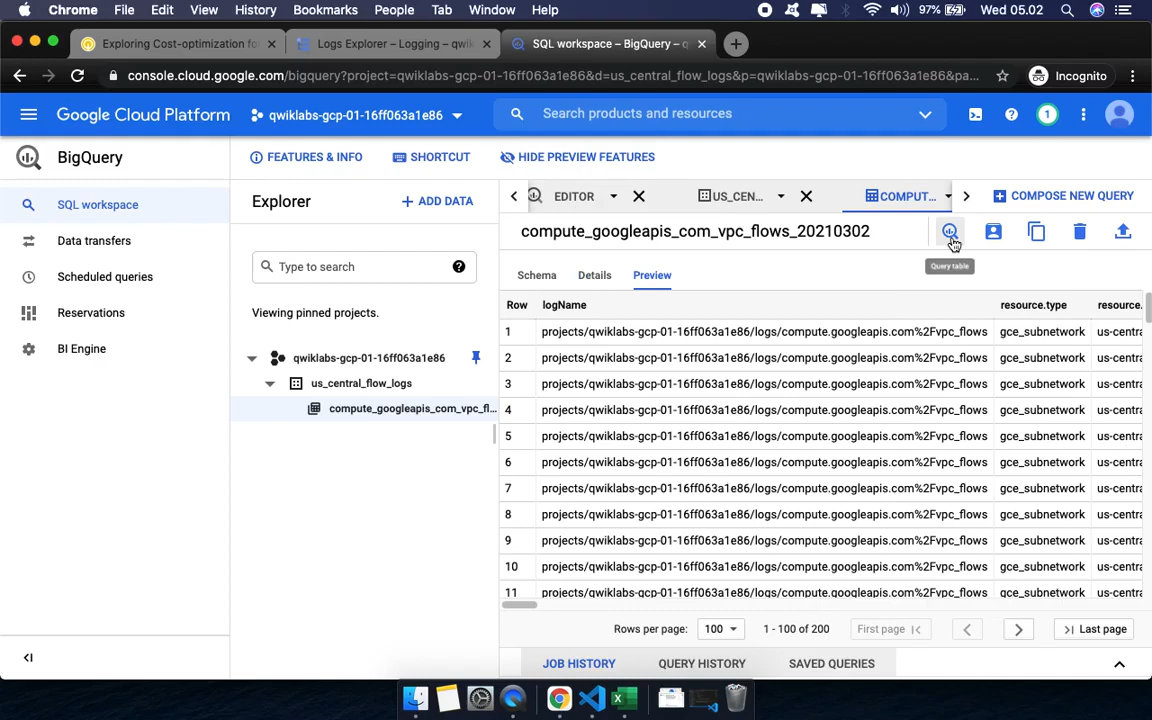 Chrome File Edit View History Bookmarks People Tab Window Help 97% Wed 05.02
Exploring Cost-optimization fo
Logs Explorer – Logging – qwik
SQL workspace – BigQuery – q
console.cloud.google.com/bigquery?project=qwiklabs-gcp-01-16ff063a1e86&d=us_central_flow_logs&p=qwiklabs-gcp-01-16ff063a1e86&pa...
Incognito
Google Cloud Platform
qwiklabs-gcp-01-16ff063a1e86
Search products and resources
1
BigQuery
FEATURES & INFO
SHORTCUT
HIDE PREVIEW FEATURES
SQL workspace
Data transfers
Scheduled queries
Reservations
BI Engine
Explorer
+ ADD DATA
Type to search
Viewing pinned projects.
qwiklabs-gcp-01-16ff063a1e86
us_central_flow_logs
compute_googleapis_com_vpc_fl...
EDITOR
US_CEN...
COMPUT...
COMPOSE NEW QUERY
compute_googleapis_com_vpc_flows_20210302
Query table
Schema Details Preview
Row logName resource.type resource.
1 projects/qwiklabs-gcp-01-16ff063a1e86/logs/compute.googleapis.com%2Fvpc_flows gce_subnetwork us-centra
2 projects/qwiklabs-gcp-01-16ff063a1e86/logs/compute.googleapis.com%2Fvpc_flows gce_subnetwork us-centra
3 projects/qwiklabs-gcp-01-16ff063a1e86/logs/compute.googleapis.com%2Fvpc_flows gce_subnetwork us-centra
4 projects/qwiklabs-gcp-01-16ff063a1e86/logs/compute.googleapis.com%2Fvpc_flows gce_subnetwork us-centra
5 projects/qwiklabs-gcp-01-16ff063a1e86/logs/compute.googleapis.com%2Fvpc_flows gce_subnetwork us-centra
6 projects/qwiklabs-gcp-01-16ff063a1e86/logs/compute.googleapis.com%2Fvpc_flows gce_subnetwork us-centra
7 projects/qwiklabs-gcp-01-16ff063a1e86/logs/compute.googleapis.com%2Fvpc_flows gce_subnetwork us-centra
8 projects/qwiklabs-gcp-01-16ff063a1e86/logs/compute.googleapis.com%2Fvpc_flows gce_subnetwork us-centra
9 projects/qwiklabs-gcp-01-16ff063a1e86/logs/compute.googleapis.com%2Fvpc_flows gce_subnetwork us-centra
10 projects/qwiklabs-gcp-01-16ff063a1e86/logs/compute.googleapis.com%2Fvpc_flows gce_subnetwork us-centra
11 projects/qwiklabs-gcp-01-16ff063a1e86/logs/compute.googleapis.com%2Fvpc_flows gce_subnetwork us-centra
Rows per page: 100 1 - 100 of 200 First page Last page
JOB HISTORY QUERY HISTORY SAVED QUERIES